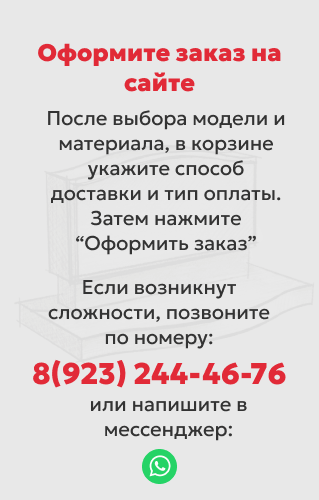 Оформите заказ на
сайте
После выбора модели и
материала, в корзине
укажите способ
доставки и тип оплаты.
Затем нажмите
“Оформить заказ”
Если возникнут
сложности, позвоните
по номеру:
8(923) 244-46-76
или напишите в
мессенджер: